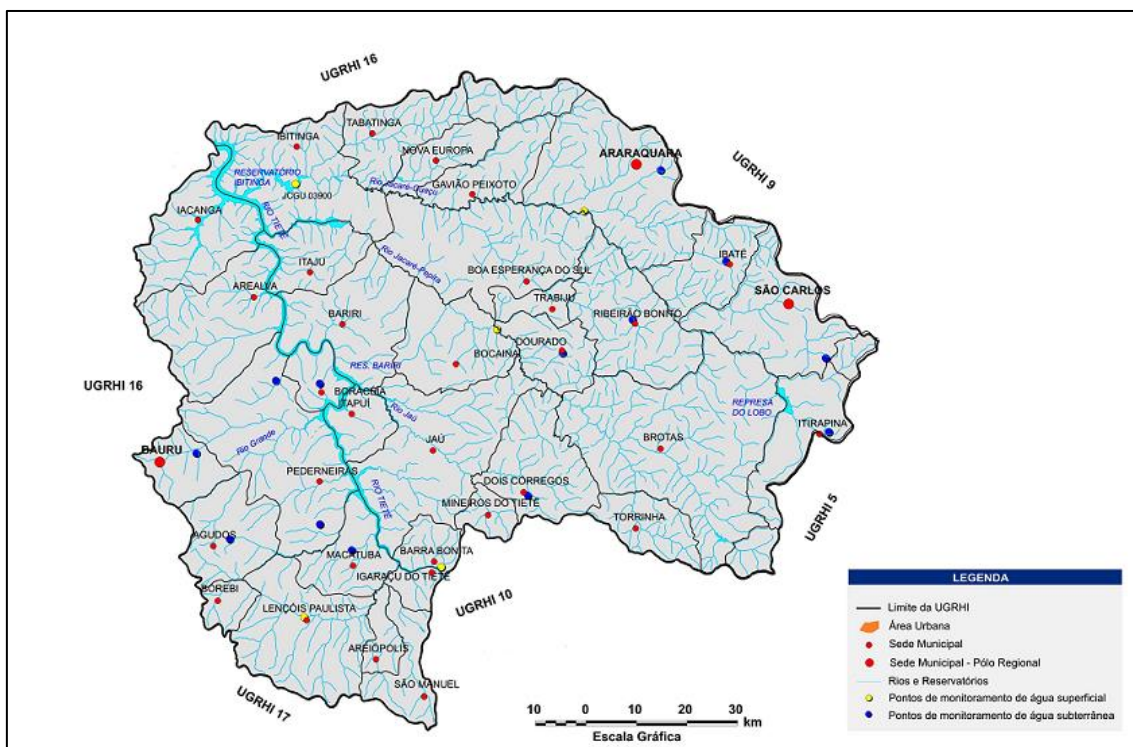 UGRHI 16
TABATINGA
IBITINGA
NOVA EUROPA
ARARAQUARA
UGRHI 9
RESERVATÓRIO
IBITINGA
JCGU 03900
Rio Jacaré-Guaçu
GAVIÃO PEIXOTO
IACANGA
RIO TIETÊ
Rio Jacaré-Pepira
IBATÉ
ITAJÚ
BOA ESPERANÇA DO SUL
SÃO CARLOS
AREALVA
TRABIJU
BARIRI
RIBEIRÃO BONITO
DOURADO
BOCAINA
RES. BARIRI
UGRHI 16
BORACÉIA
ITAPUÍ
Rio Jaú
REPRESA
DO LOBO
ITIRAPINA
Rio Grande
BAURU
JAÚ
BROTAS
PEDERNEIRAS
RIO TIETÊ
DOIS CÓRREGOS
MINEIROS DO TIETÊ
TORRINHA
UGRHI 5
AGUDOS
MACATUBA
BARRA BONITA
IGARAÇU DO TIETÊ
UGRHI 10
BOREBI
LENÇÓIS PAULISTA
AREIÓPOLIS
SÃO MANUEL
UGRHI 17
10 0 10 20 30
km
Escala Gráfica
LEGENDA
Limite da UGRHI
Área Urbana
Sede Municipal
Sede Municipal - Pólo Regional
Rios e Reservatórios
Pontos de monitoramento de água superficial
Pontos de monitoramento de água subterrânea